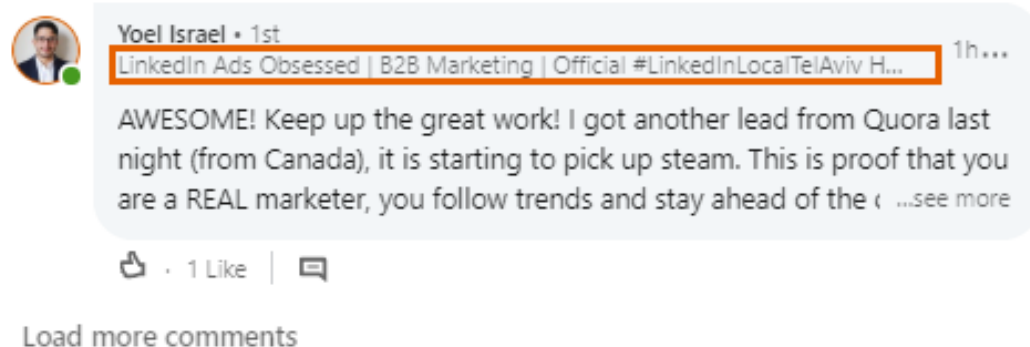 Yoel Israel • 1st
1h...
LinkedIn Ads Obsessed | B2B Marketing | Official #LinkedInLocalTelAviv H...
AWESOME! Keep up the great work! I got another lead from Quora last
night (from Canada), it is starting to pick up steam. This is proof that you
are a REAL marketer, you follow trends and stay ahead of the ...see more
· 1 Like
Load more comments